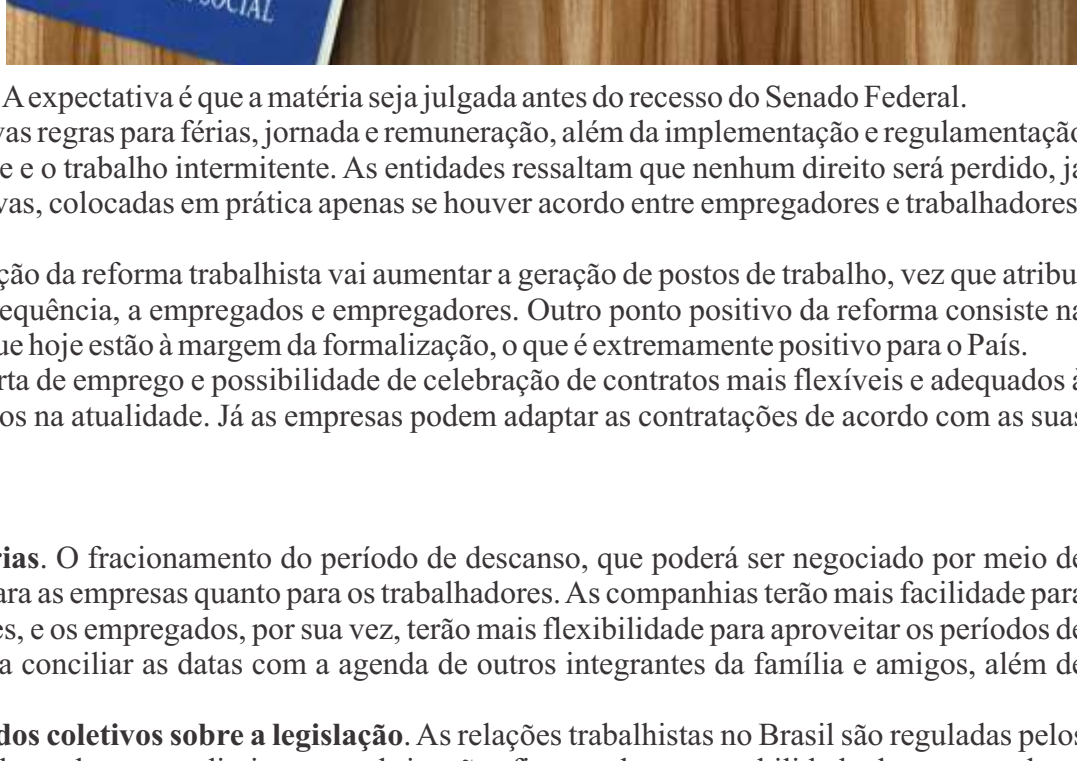 SOCIAL
A expectativa é que a matéria seja julgada antes do recesso do Senado Federal.
vas regras para férias, jornada e remuneração, além da implementação e regulamentação
e e o trabalho intermitente. As entidades ressaltam que nenhum direito será perdido, já
vas, colocadas em prática apenas se houver acordo entre empregadores e trabalhadores
ção da reforma trabalhista vai aumentar a geração de postos de trabalho, vez que atribu
equência, a empregados e empregadores. Outro ponto positivo da reforma consiste na
ue hoje estão à margem da formalização, o que é extremamente positivo para o País.
rta de emprego e possibilidade de celebração de contratos mais flexíveis e adequados à
os na atualidade. Já as empresas podem adaptar as contratações de acordo com as suas
rias. O fracionamento do período de descanso, que poderá ser negociado por meio de
ara as empresas quanto para os trabalhadores. As companhias terão mais facilidade para
es, e os empregados, por sua vez, terão mais flexibilidade para aproveitar os períodos de
a conciliar as datas com a agenda de outros integrantes da família e amigos, além de
dos coletivos sobre a legislação. As relações trabalhistas no Brasil são reguladas pelos